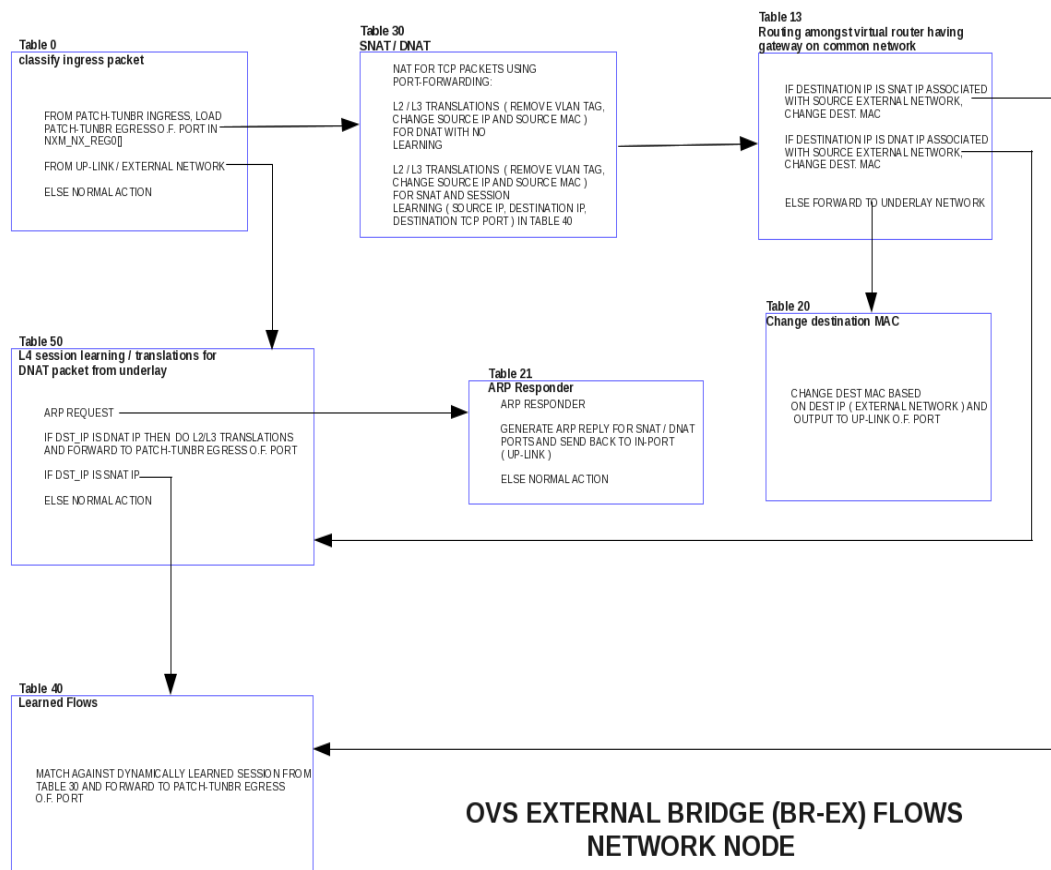 Table 0
classify ingress packet
FROM PATCH-TUNBR INGRESS, LOAD
PATCH-TUNBR EGRESS O.F. PORT IN
NXM_NX_REG0[]
FROM UP-LINK / EXTERNAL NETWORK
ELSE NORMAL ACTION
Table 30
SNAT / DNAT
NAT FOR TCP PACKETS USING
PORT-FORWARDING:
L2 / L3 TRANSLATIONS ( REMOVE VLAN TAG,
CHANGE SOURCE IP AND SOURCE MAC )
FOR DNAT WITH NO
LEARNING
L2 / L3 TRANSLATIONS ( REMOVE VLAN TAG,
CHANGE SOURCE IP AND SOURCE MAC )
FOR SNAT AND SESSION
LEARNING ( SOURCE IP, DESTINATION IP,
DESTINATION TCP PORT ) IN TABLE 40
Table 13
Routing amongst virtual router having
gateway on common network
IF DESTINATION IP IS SNAT IP ASSOCIATED
WITH SOURCE EXTERNAL NETWORK,
CHANGE DEST. MAC
IF DESTINATION IP IS DNAT IP ASSOCIATED
WITH SOURCE EXTERNAL NETWORK,
CHANGE DEST. MAC
ELSE FORWARD TO UNDERLAY NETWORK
Table 50
L4 session learning / translations for
DNAT packet from underlay
ARP REQUEST
IF DST_IP IS DNAT IP THEN DO L2/L3 TRANSLATIONS
AND FORWARD TO PATCH-TUNBR EGRESS O.F. PORT
IF DST_IP IS SNAT IP
ELSE NORMAL ACTION
Table 21
ARP Responder
ARP RESPONDER
GENERATE ARP REPLY FOR SNAT / DNAT
PORTS AND SEND BACK TO IN-PORT
( UP-LINK )
ELSE NORMAL ACTION
Table 20
Change destination MAC
CHANGE DEST MAC BASED
ON DEST IP ( EXTERNAL NETWORK ) AND
OUTPUT TO UP-LINK O.F. PORT
Table 40
Learned Flows
MATCH AGAINST DYNAMICALLY LEARNED SESSION FROM
TABLE 30 AND FORWARD TO PATCH-TUNBR EGRESS
O.F. PORT
OVS EXTERNAL BRIDGE (BR-EX) FLOWS
NETWORK NODE